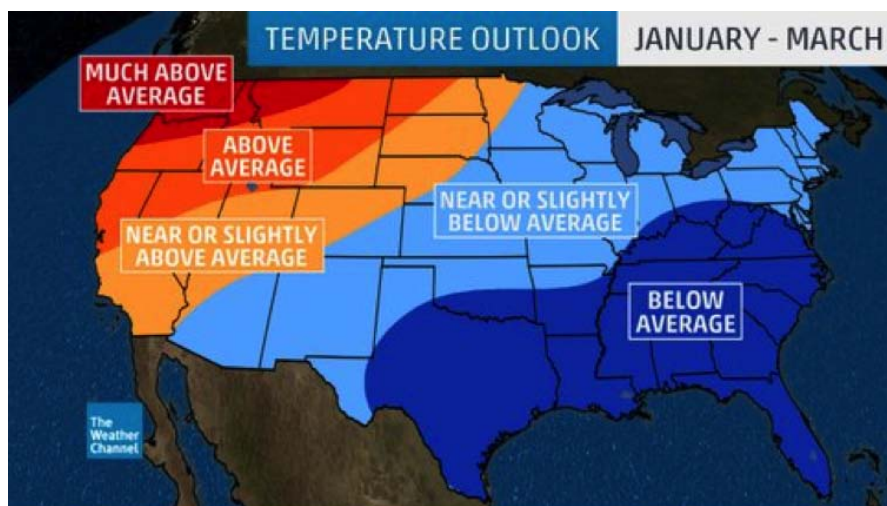 TEMPERATURE OUTLOOK
JANUARY - MARCH
MUCH ABOVE
AVERAGE
ABOVE
AVERAGE
NEAR OR SLIGHTLY
BELOW AVERAGE
NEAR OR SLIGHTLY
ABOVE AVERAGE
BELOW
AVERAGE
The
Weather
Channel